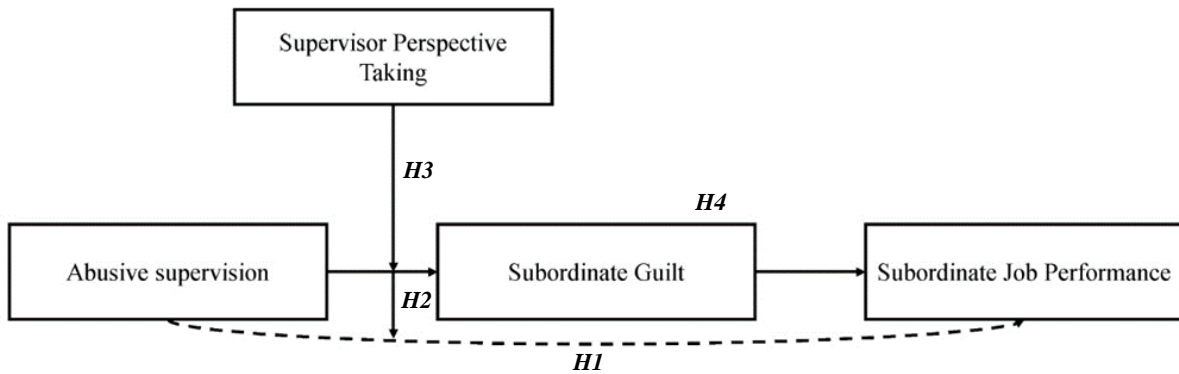 Supervisor Perspective
Taking
H3
H4
Abusive supervision
Subordinate Guilt
Subordinate Job Performance
H2
H1